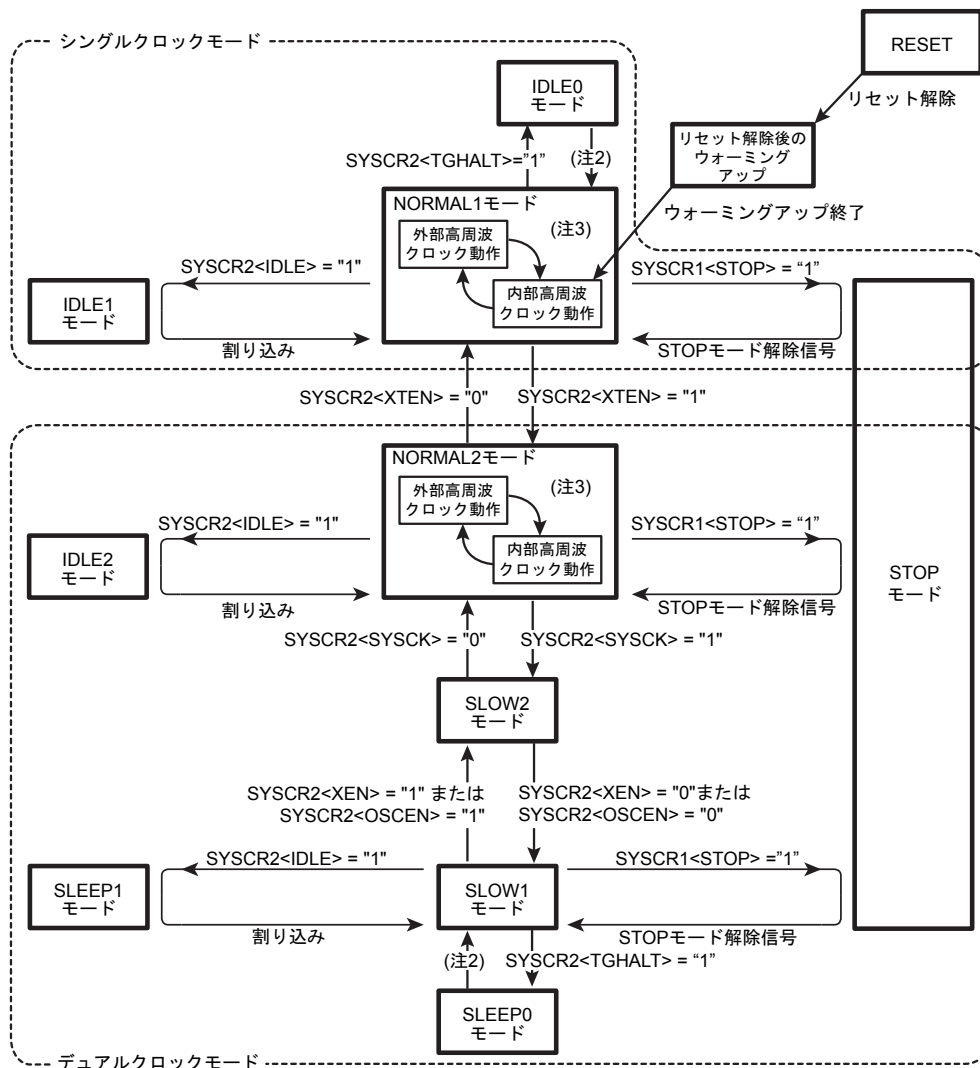 シングルクロックモード
RESET
IDLE0
モード
リセット解除
リセット解除後の
ウォーミング
アップ
SYSCR2<TGHALT>=”1”
(注2)
NORMAL1モード
ウォーミングアップ終了
外部高周波
クロック動作
(注3)
SYSCR2<IDLE> = "1"
SYSCR1<STOP> = “1”
内部高周波
クロック動作
IDLE1
モード
割り込み
STOPモード解除信号
SYSCR2<XTEN> = "0"
SYSCR2<XTEN> = "1"
NORMAL2モード
外部高周波
クロック動作
(注3)
SYSCR2<IDLE> = "1"
SYSCR1<STOP> = “1”
内部高周波
クロック動作
IDLE2
モード
STOP
モード
割り込み
STOPモード解除信号
SYSCR2<SYSCK> = "0"
SYSCR2<SYSCK> = "1"
SLOW2
モード
SYSCR2<XEN> = "1" または
SYSCR2<OSCEN> = "1"
SYSCR2<XEN> = "0"または
SYSCR2<OSCEN> = "0"
SYSCR2<IDLE> = "1"
SYSCR1<STOP> =”1”
SLEEP1
モード
SLOW1
モード
割り込み
STOPモード解除信号
(注2)
SYSCR2<TGHALT> = “1”
SLEEP0
モード
デュアルクロックモード